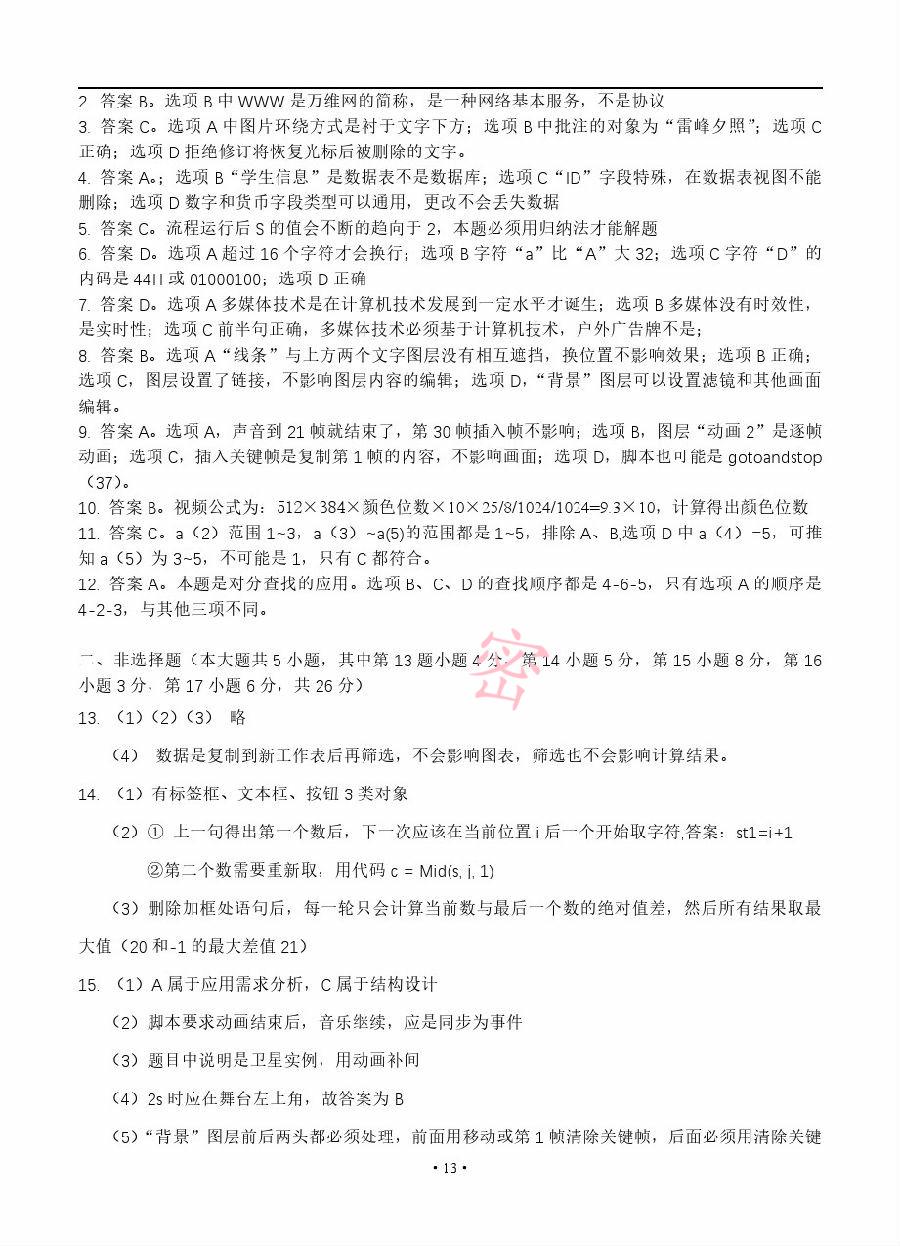 2. 答案 B。选项 B 中 WWW 是万维网的简称，是一种网络基本服务，不是协议
3. 答案 C。选项 A 中图片环绕方式是衬于文字下方；选项 B 中批注的对象为“雷峰夕照”；选项 C
正确；选项 D 拒绝修订将恢复光标后被删除的文字。
4. 答案 A。；选项 B“学生信息”是数据表不是数据库；选项 C“ID”字段特殊，在数据表视图不能
删除；选项 D 数字和货币字段类型可以通用，更改不会丢失数据
5. 答案 C。流程运行后 S 的值会不断的趋向于 2，本题必须用归纳法才能解题
6. 答案 D。选项 A 超过 16 个字符才会换行；选项 B 字符“a”比“A”大 32；选项 C 字符“D”的
内码是 44H 或 01000100；选项 D 正确
7. 答案 D。选项 A 多媒体技术是在计算机技术发展到一定水平才诞生；选项 B 多媒体没有时效性，
是实时性；选项 C 前半句正确，多媒体技术必须基于计算机技术，户外广告牌不是；
8. 答案 B。选项 A“线条”与上方两个文字图层没有相互遮挡，换位置不影响效果；选项 B 正确；
选项 C，图层设置了链接，不影响图层内容的编辑；选项 D，“背景”图层可以设置滤镜和其他画面
编辑。
9. 答案 A。选项 A，声音到 21 帧就结束了，第 30 帧插入帧不影响；选项 B，图层“动画 2”是逐帧
动画；选项 C，插入关键帧是复制第 1 帧的内容，不影响画面；选项 D，脚本也可能是 gotoandstop
（37）。
10. 答案 B。视频公式为：512×384×颜色位数×10×25/8/1024/1024=9.3×10，计算得出颜色位数
11. 答案 C。a（2）范围 1~3，a（3）~a(5)的范围都是 1~5，排除 A、B,选项 D 中 a（4）=5，可推
知 a（5）为 3~5，不可能是 1，只有 C 都符合。
12. 答案 A。本题是对分查找的应用。选项 B、C、D 的查找顺序都是 4-6-5，只有选项 A 的顺序是
4-2-3，与其他三项不同。
二、非选择题（本大题共 5 小题，其中第 13 题小题 4 分，第 14 小题 5 分，第 15 小题 8 分，第 16
小题 3 分，第 17 小题 6 分，共 26 分）
密
13. （1）（2）（3） 略
（4） 数据是复制到新工作表后再筛选，不会影响图表，筛选也不会影响计算结果。
14. （1）有标签框、文本框、按钮 3 类对象
（2）① 上一句得出第一个数后，下一次应该在当前位置 i 后一个开始取字符,答案：st1=i+1
②第二个数需要重新取，用代码 c = Mid(s, j, 1)
（3）删除加框处语句后，每一轮只会计算当前数与最后一个数的绝对值差，然后所有结果取最
大值（20 和-1 的最大差值 21）
15. （1）A 属于应用需求分析，C 属于结构设计
（2）脚本要求动画结束后，音乐继续，应是同步为事件
（3）题目中说明是卫星实例，用动画补间
（4）2s 时应在舞台左上角，故答案为 B
（5）“背景”图层前后两头都必须处理，前面用移动或第 1 帧清除关键帧，后面必须用清除关键
· 13 ·